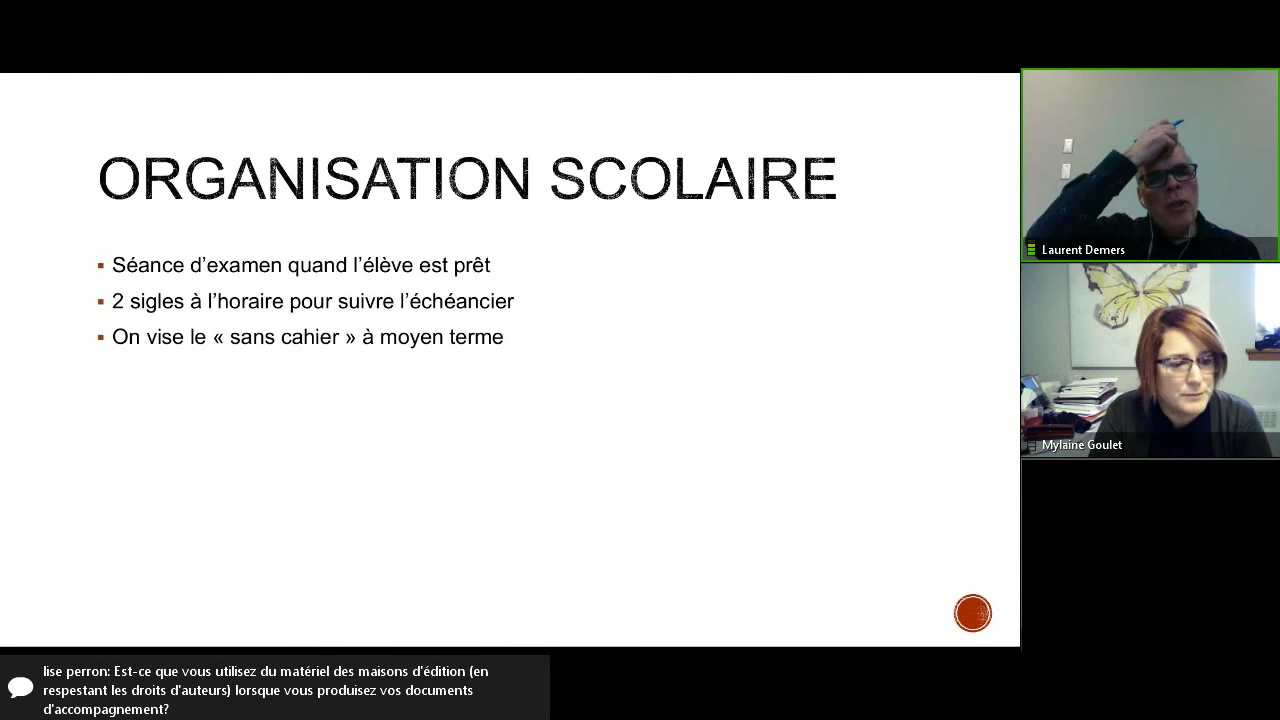 ORGANISATION SCOLAIRE
▪ Séance d’examen quand l’elève est prêt
▪ 2 sigles à l’horaire pour suivre l’échéancier
▪ On vise le « sans cahier » à moyen terme
Laurent Demers
Mylaine Goulet
lise perron: Est-ce que vous utilisez du matériel des maisons d'édition (en
respestant les droits d'auteurs) lorsque vous produisez vos documents
d'accompagnement?